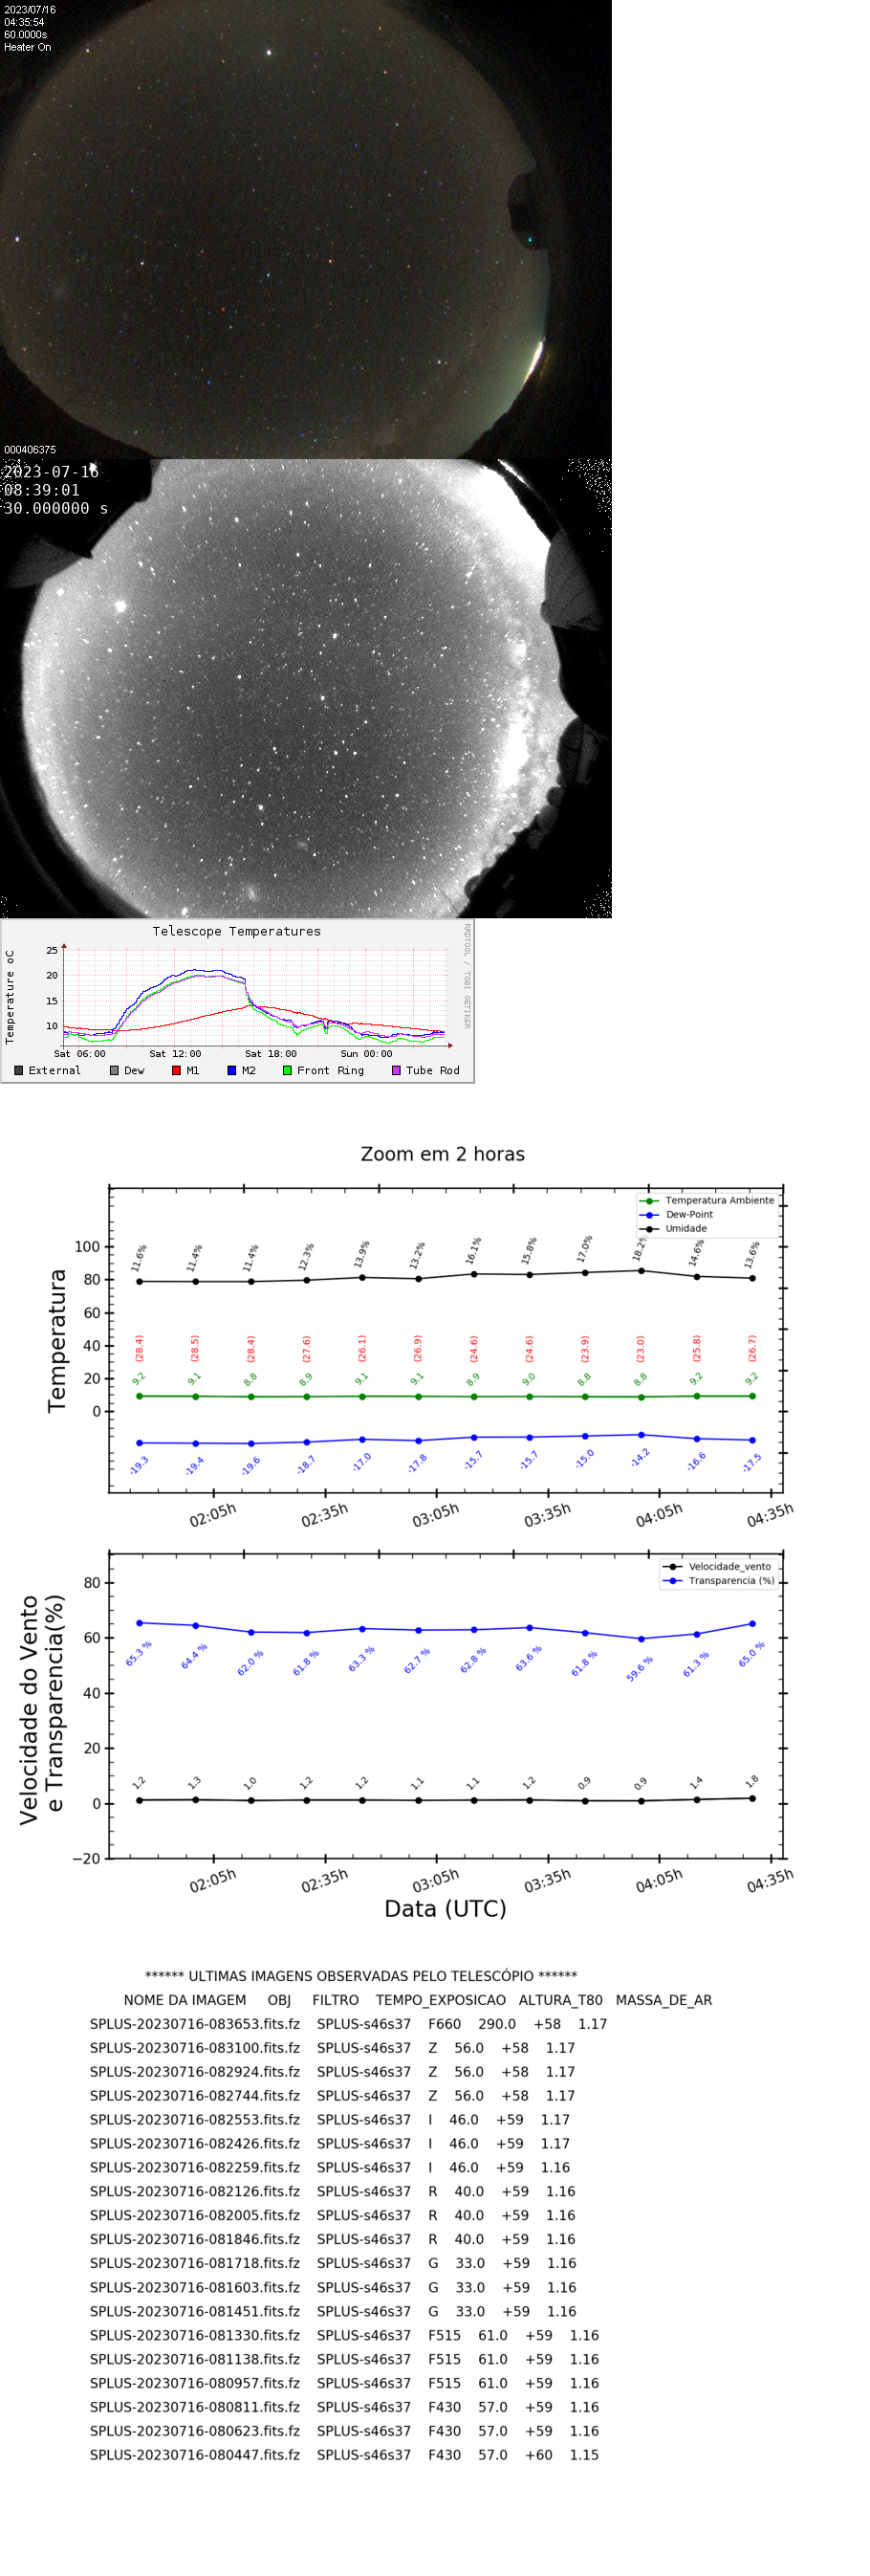 2023/07/16
04:35:54
60.0000s
Heater On
000406375
2023-07-16
08:39:01
30.000000 s
Telescope Temperatures
RRDTOOL / TOBI OETIKER
Temperature oC
25
20
15
10
Sat 06:00 Sat 12:00 Sat 18:00 Sun 00:00
External Dew M1 M2 Front Ring Tube Rod
Zoom em 2 horas
Temperatura Ambiente
Dew-Point
Umidade
Temperatura
100
80
60
40
20
0
11.6% 11.4% 11.4% 12.3% 13.9% 13.2% 16.1% 15.8% 17.0% 18.2% 14.6% 13.6%
(28.4) (28.5) (28.4) (27.6) (26.1) (26.9) (24.6) (24.6) (23.9) (23.0) (25.8) (26.7)
9.2 9.1 8.8 8.9 9.1 9.1 8.9 9.0 8.8 8.8 9.2 9.2
-19.3 -19.4 -19.6 -18.7 -17.0 -17.8 -15.7 -15.7 -15.0 -14.2 -16.6 -17.5
02:05h 02:35h 03:05h 03:35h 04:05h 04:35h
Velocidade_vento
Transparencia (%)
Velocidade do Vento
e Transparencia(%)
80
60
40
20
0
−20
65.3 % 64.4 % 62.0 % 61.8 % 63.3 % 62.7 % 62.8 % 63.6 % 61.8 % 59.6 % 61.3 % 65.0 %
1.2 1.3 1.0 1.2 1.2 1.1 1.1 1.2 0.9 0.9 1.4 1.8
02:05h 02:35h 03:05h 03:35h 04:05h 04:35h
Data (UTC)
****** ULTIMAS IMAGENS OBSERVADAS PELO TELESCÓPIO ******
NOME DA IMAGEM OBJ FILTRO TEMPO_EXPOSICAO ALTURA_T80 MASSA_DE_AR
SPLUS-20230716-083653.fits.fz SPLUS-s46s37 F660 290.0 +58 1.17
SPLUS-20230716-083100.fits.fz SPLUS-s46s37 Z 56.0 +58 1.17
SPLUS-20230716-082924.fits.fz SPLUS-s46s37 Z 56.0 +58 1.17
SPLUS-20230716-082744.fits.fz SPLUS-s46s37 Z 56.0 +58 1.17
SPLUS-20230716-082553.fits.fz SPLUS-s46s37 I 46.0 +59 1.17
SPLUS-20230716-082426.fits.fz SPLUS-s46s37 I 46.0 +59 1.17
SPLUS-20230716-082259.fits.fz SPLUS-s46s37 I 46.0 +59 1.16
SPLUS-20230716-082126.fits.fz SPLUS-s46s37 R 40.0 +59 1.16
SPLUS-20230716-082005.fits.fz SPLUS-s46s37 R 40.0 +59 1.16
SPLUS-20230716-081846.fits.fz SPLUS-s46s37 R 40.0 +59 1.16
SPLUS-20230716-081718.fits.fz SPLUS-s46s37 G 33.0 +59 1.16
SPLUS-20230716-081603.fits.fz SPLUS-s46s37 G 33.0 +59 1.16
SPLUS-20230716-081451.fits.fz SPLUS-s46s37 G 33.0 +59 1.16
SPLUS-20230716-081330.fits.fz SPLUS-s46s37 F515 61.0 +59 1.16
SPLUS-20230716-081138.fits.fz SPLUS-s46s37 F515 61.0 +59 1.16
SPLUS-20230716-080957.fits.fz SPLUS-s46s37 F515 61.0 +59 1.16
SPLUS-20230716-080811.fits.fz SPLUS-s46s37 F430 57.0 +59 1.16
SPLUS-20230716-080623.fits.fz SPLUS-s46s37 F430 57.0 +59 1.16
SPLUS-20230716-080447.fits.fz SPLUS-s46s37 F430 57.0 +60 1.15